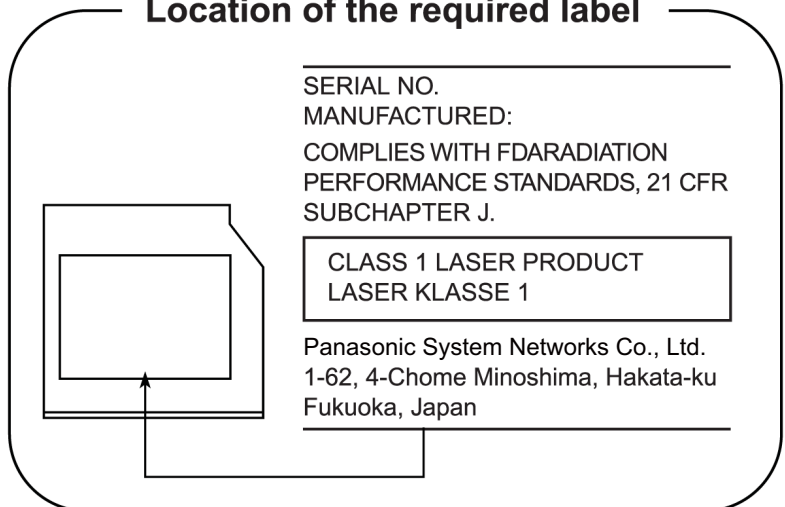 Location of the required label
SERIAL NO.
MANUFACTURED:
COMPLIES WITH FDARADIATION
PERFORMANCE STANDARDS, 21 CFR
SUBCHAPTER J.
CLASS 1 LASER PRODUCT
LASER KLASSE 1
Panasonic System Networks Co., Ltd.
1-62, 4-Chome Minoshima, Hakata-ku
Fukuoka, Japan